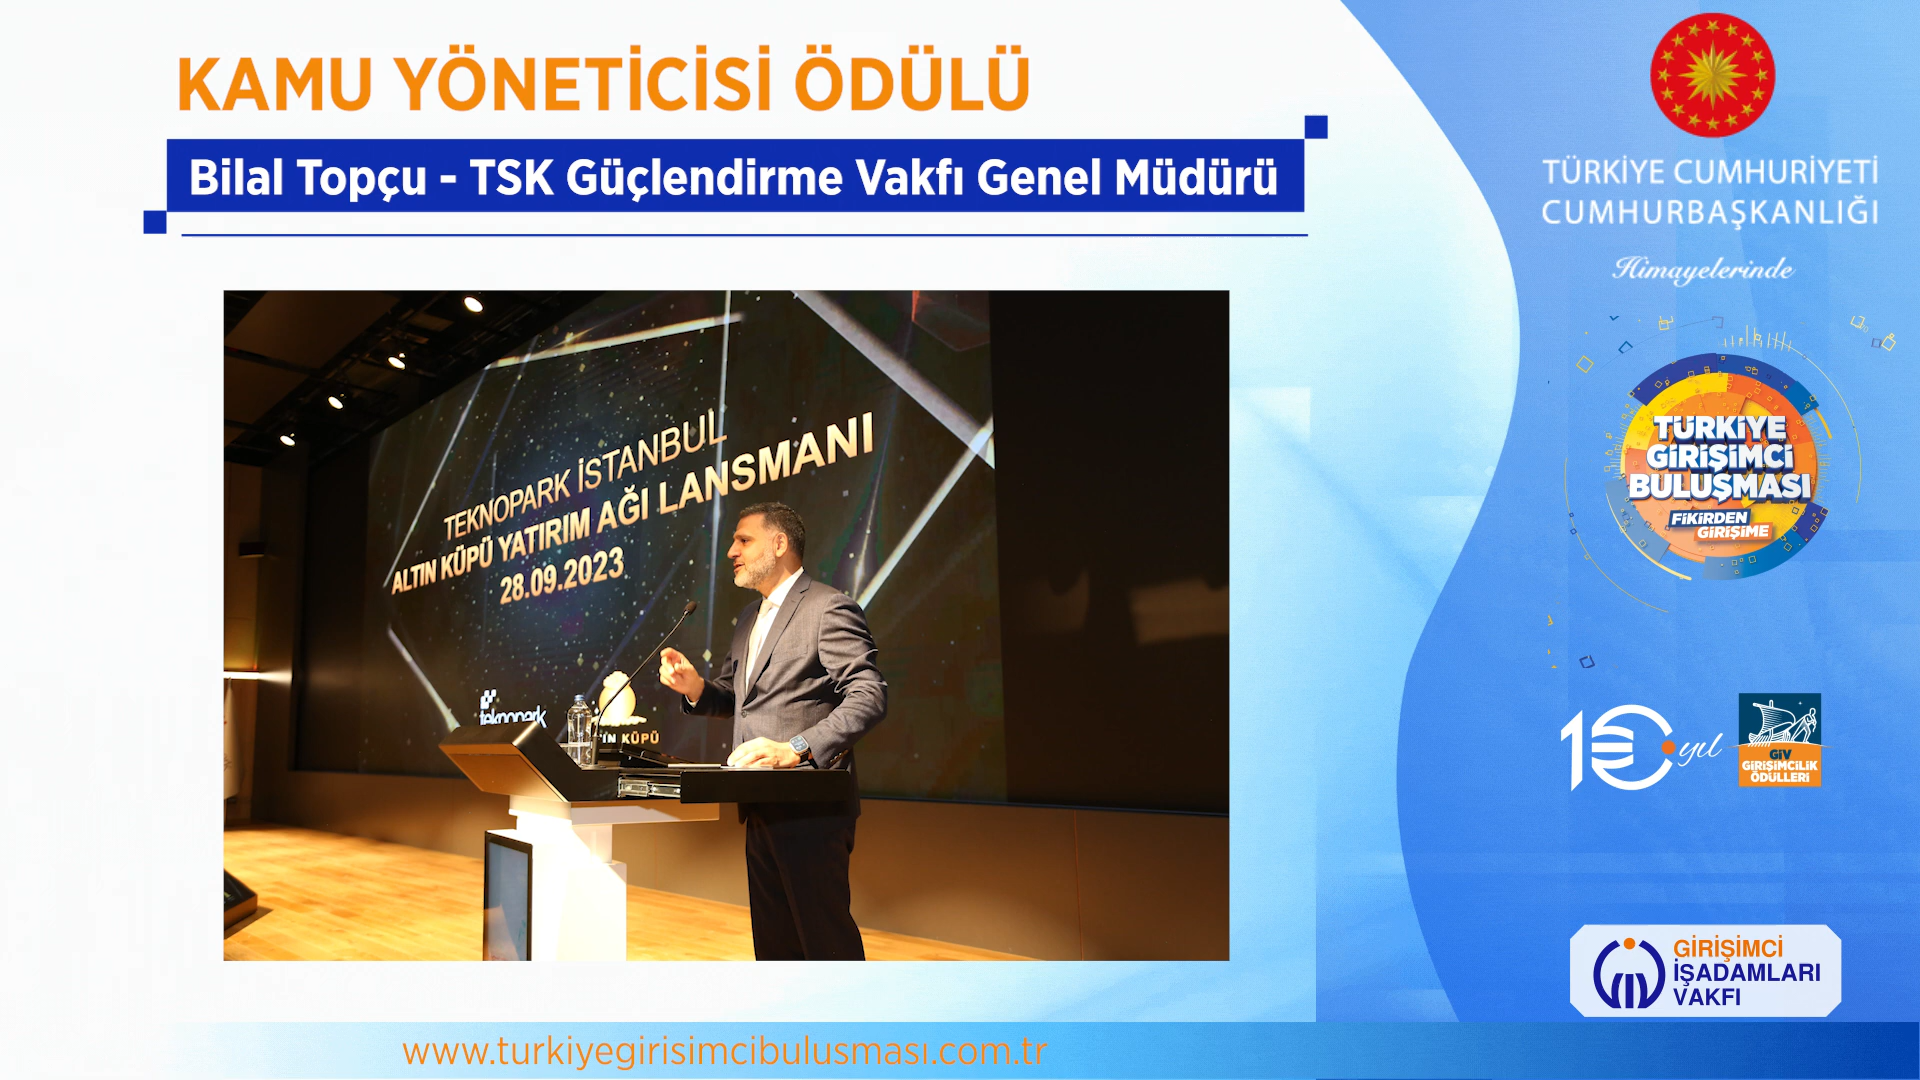 KAMU YÖNETİCİSİ ÖDÜLÜ
Bilal Topçu - TSK Güçlendirme Vakfı Genel Müdürü
TEKNOPARK İSTANBUL
ALTIN KÜPÜ YATIRIM AĞI LANSMANI
28.09.2023
teknopark
KÜPÜ
www.turkiyegirisimcibulusması.com.tr
TÜRKİYE CUMHURİYETİ
CUMHURBAŞKANLIĞI
Himayelerinde
TÜRKİYE
GİRİŞİMCİ
BULUŞMASI
FİKİRDEN
GİRİŞİME
10.yıl
GİV
GİRİŞİMCİLİK
ÖDÜLLERİ
GİRİŞİMCİ
İŞADAMLARI
VAKFI